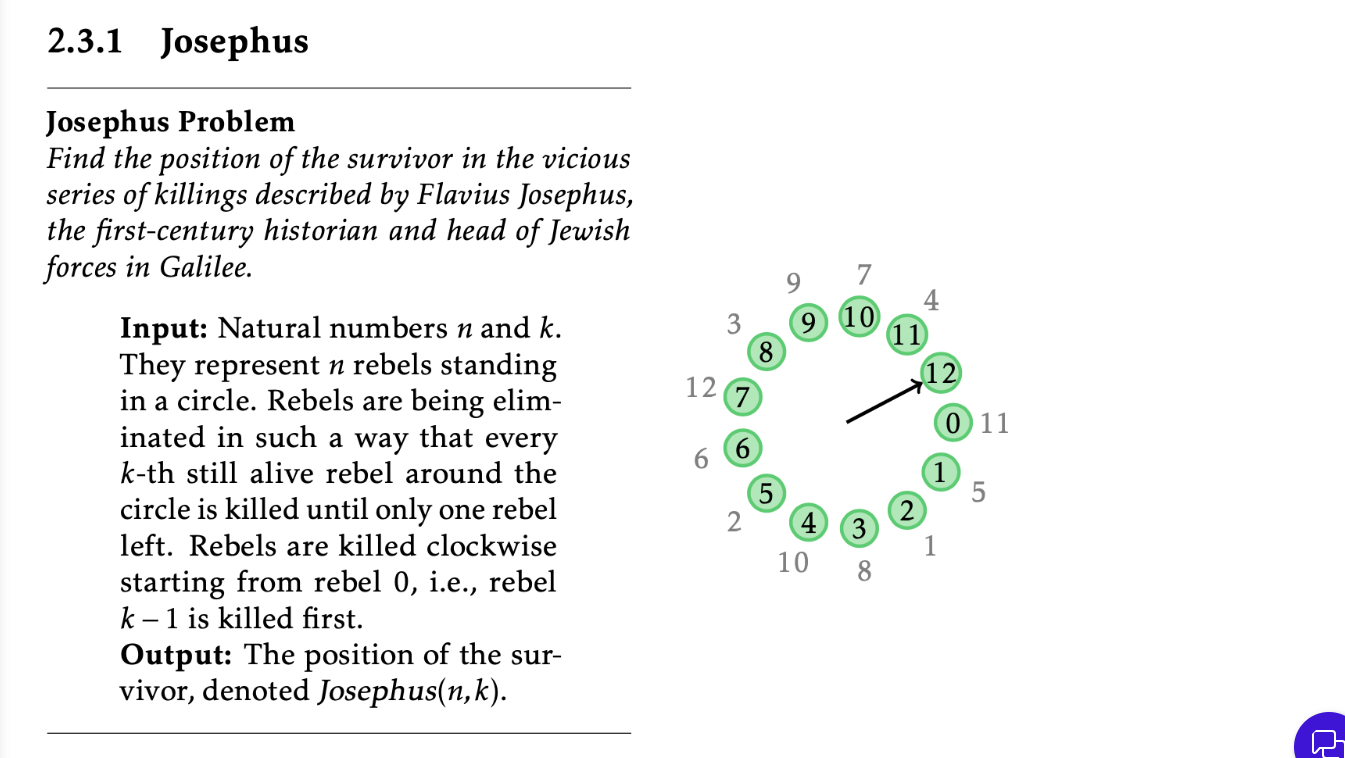 2.3.1 Josephus
Josephus Problem
Find the position of the survivor in the vicious
series of killings described by Flavius Josephus,
the first-century historian and head of Jewish
forces in Galilee.
Input: Natural numbers n and k.
They represent n rebels standing
in a circle. Rebels are being elim-
inated in such a way that every
k-th still alive rebel around the
circle is killed until only one rebel
left. Rebels are killed clockwise
starting from rebel 0, i.e., rebel
k – 1 is killed first.
Output: The position of the sur-
vivor, denoted Josephus(n,k).
9 7
4
3 9 10
11
8
12
12 7
0 11
6 6
1
5
5
2
2 4 3
1
10 8